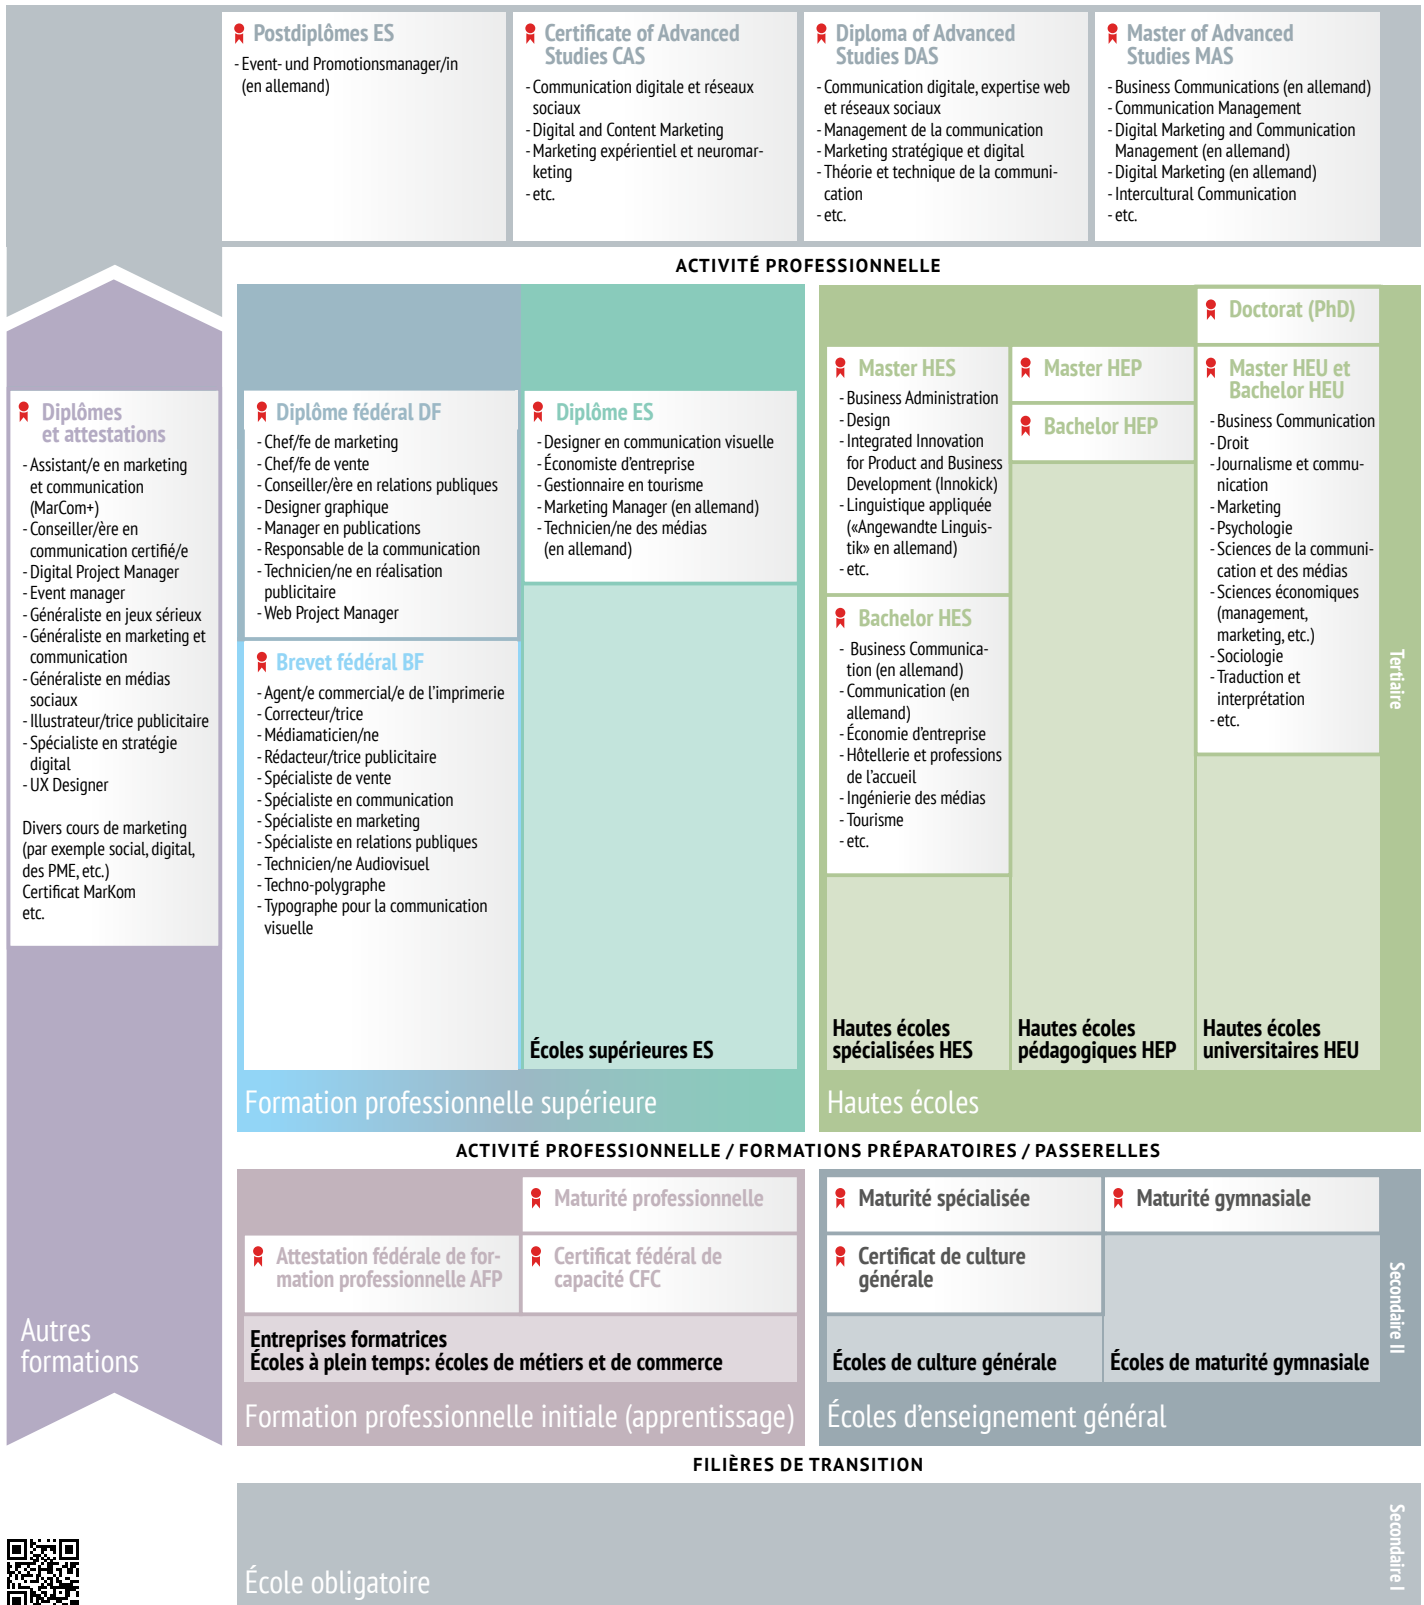 Postdiplômes ES
- Event- und Promotionsmanager/in
(en allemand)
Certificate of Advanced
Studies CAS
- Communication digitale et réseaux
sociaux
- Digital and Content Marketing
- Marketing expérientiel et neuromar-
keting
- etc.
Diploma of Advanced
Studies DAS
- Communication digitale, expertise web
et réseaux sociaux
- Management de la communication
- Marketing stratégique et digital
- Théorie et technique de la communi-
cation
- etc.
Master of Advanced
Studies MAS
- Business Communications (en allemand)
- Communication Management
- Digital Marketing and Communication
Management (en allemand)
- Digital Marketing (en allemand)
- Intercultural Communication
- etc.
ACTIVITÉ PROFESSIONNELLE
Diplômes
et attestations
- Assistant/e en marketing
et communication
(MarCom+)
- Conseiller/ère en
communication certifié/e
- Digital Project Manager
- Event manager
- Généraliste en jeux sérieux
- Généraliste en marketing et
communication
- Généraliste en médias
sociaux
- Illustrateur/trice publicitaire
- Spécialiste en stratégie
digital
- UX Designer
Divers cours de marketing
(par exemple social, digital,
des PME, etc.)
Certificat MarKom
etc.
Autres
formations
Diplôme fédéral DF
- Chef/fe de marketing
- Chef/fe de vente
- Conseiller/ère en relations publiques
- Designer graphique
- Manager en publications
- Responsable de la communication
- Technicien/ne en réalisation
publicitaire
- Web Project Manager
Brevet fédéral BF
- Agent/e commercial/e de l'imprimerie
- Correcteur/trice
- Médiamaticien/ne
- Rédacteur/trice publicitaire
- Spécialiste de vente
- Spécialiste en communication
- Spécialiste en marketing
- Spécialiste en relations publiques
- Technicien/ne Audiovisuel
- Techno-polygraphe
- Typographe pour la communication
visuelle
Diplôme ES
- Designer en communication visuelle
- Économiste d'entreprise
- Gestionnaire en tourisme
- Marketing Manager (en allemand)
- Technicien/ne des médias
(en allemand)
Écoles supérieures ES
Formation professionnelle supérieure
Master HES
- Business Administration
- Design
- Integrated Innovation
for Product and Business
Development (Innokick)
- Linguistique appliquée
(«Angewandte Linguis-
tik» en allemand)
- etc.
Bachelor HES
- Business Communica-
tion (en allemand)
- Communication (en
allemand)
- Économie d'entreprise
- Hôtellerie et professions
de l'accueil
- Ingénierie des médias
- Tourisme
- etc.
Hautes écoles
spécialisées HES
Master HEP
Bachelor HEP
Hautes écoles
pédagogiques HEP
Doctorat (PhD)
Master HEU et
Bachelor HEU
- Business Communication
- Droit
- Journalisme et commu-
nication
- Marketing
- Psychologie
- Sciences de la communi-
cation et des médias
- Sciences économiques
(management,
marketing, etc.)
- Sociologie
- Traduction et
interprétation
- etc.
Hautes écoles
universitaires HEU
Hautes écoles
Tertiaire
ACTIVITÉ PROFESSIONNELLE / FORMATIONS PRÉPARATOIRES / PASSERELLES
Maturité professionnelle
Attestation fédérale de for-
mation professionnelle AFP
Certificat fédéral de
capacité CFC
Entreprises formatrices
Écoles à plein temps: écoles de métiers et de commerce
Formation professionnelle initiale (apprentissage)
Maturité spécialisée
Certificat de culture
générale
Écoles de culture générale
Maturité gymnasiale
Écoles de maturité gymnasiale
Écoles d'enseignement général
Secondaire II
FILIÈRES DE TRANSITION
École obligatoire
Secondaire I